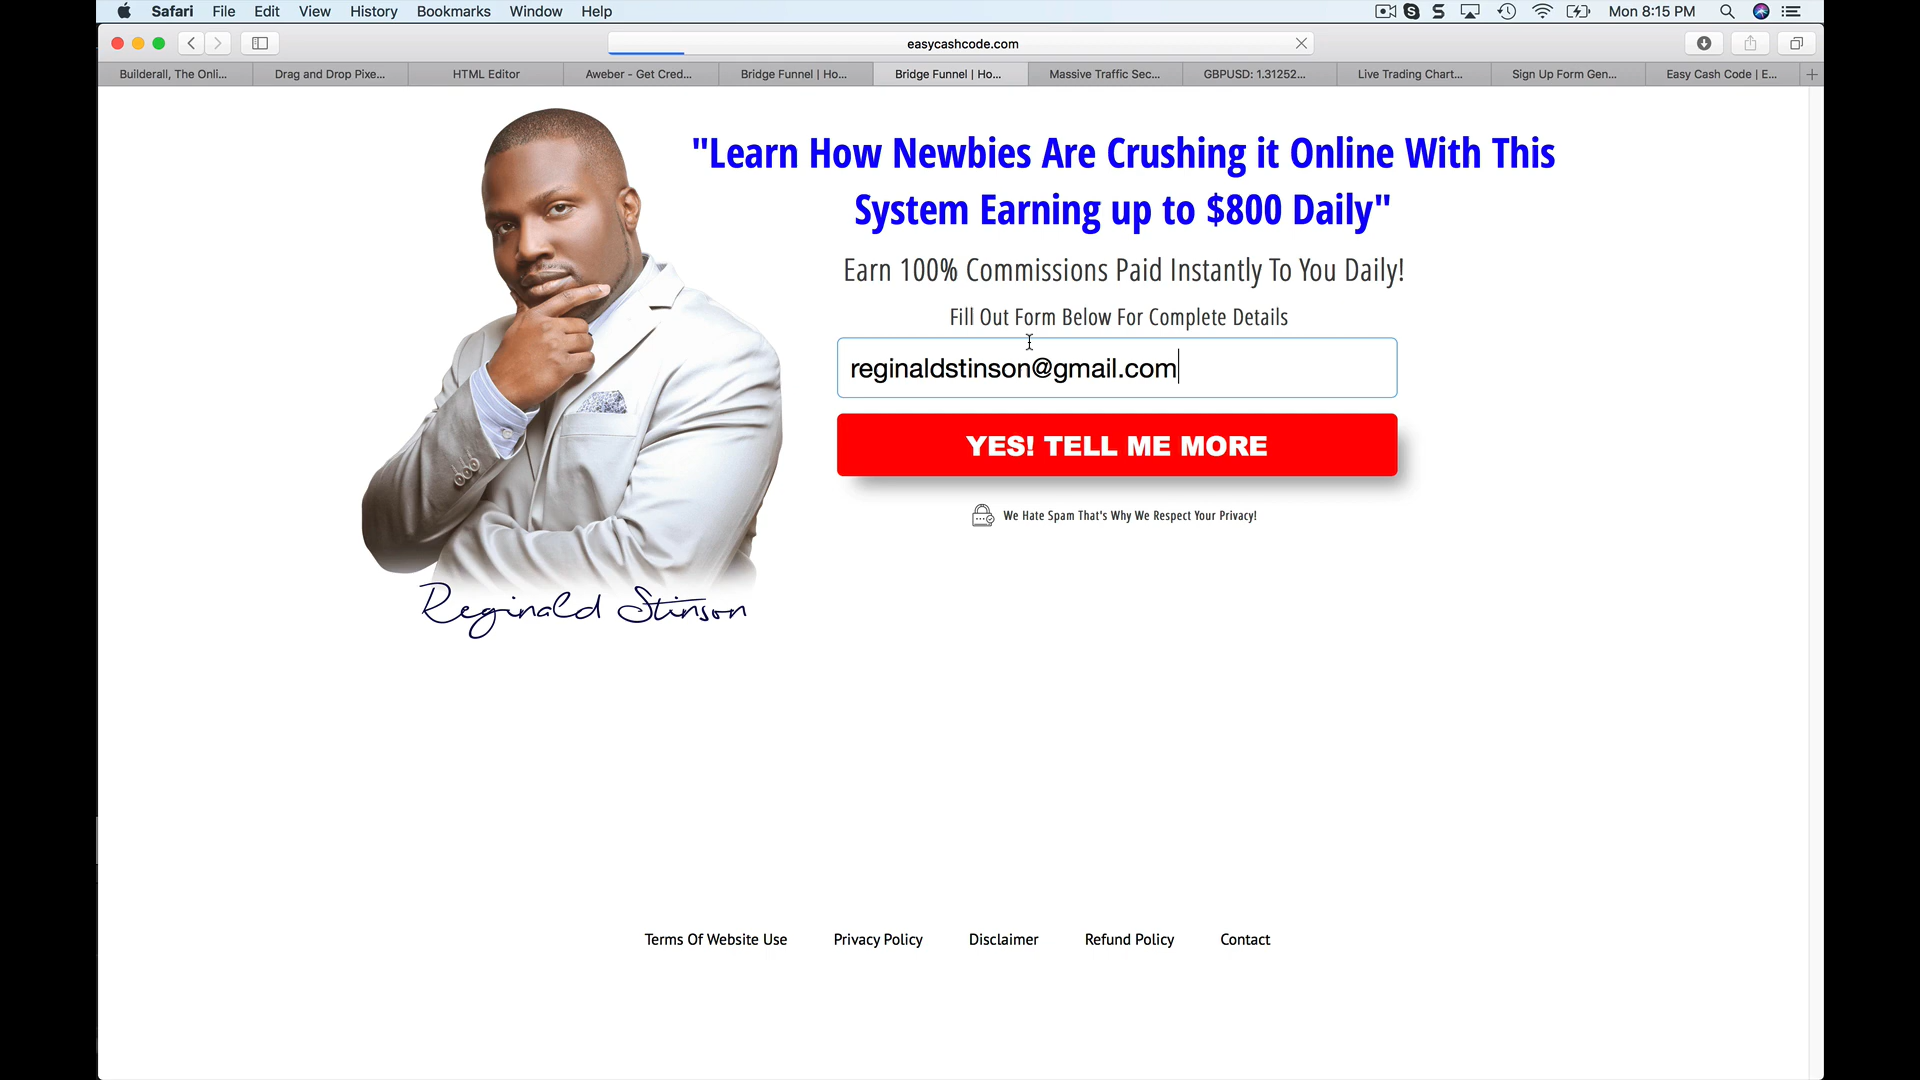 Safari File Edit View History Bookmarks Window Help Mon 8:15 PM
easycashcode.com
Builderall, The Onli... Drag and Drop Pixe... HTML Editor Aweber - Get Cred... Bridge Funnel | Ho... Bridge Funnel | Ho... Massive Traffic Sec... GBPUSD: 1.31252... Live Trading Chart... Sign Up Form Gen... Easy Cash Code | E...
"Learn How Newbies Are Crushing it Online With This
System Earning up to $800 Daily"
Earn 100% Commissions Paid Instantly To You Daily!
Fill Out Form Below For Complete Details
reginaldstinson@gmail.com
YES! TELL ME MORE
We Hate Spam That's Why We Respect Your Privacy!
Reginald Stinson
Terms Of Website Use Privacy Policy Disclaimer Refund Policy Contact